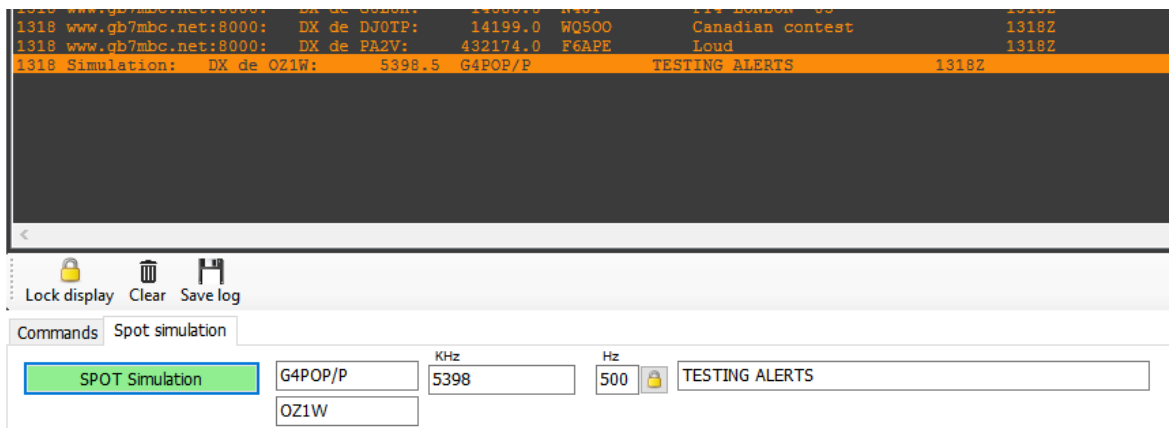 1318 www.gb7mbc.net:8000: DX de DJ0TP: 14199.0 WQ5OO Canadian contest 1318Z
1318 www.gb7mbc.net:8000: DX de PA2V: 432174.0 F6APE Loud 1318Z
1318 Simulation: DX de OZ1W: 5398.5 G4POP/P TESTING ALERTS 1318Z
Lock display Clear Save log
Commands Spot simulation
KHz Hz
SPOT Simulation G4POP/P 5398 500 TESTING ALERTS
OZ1W